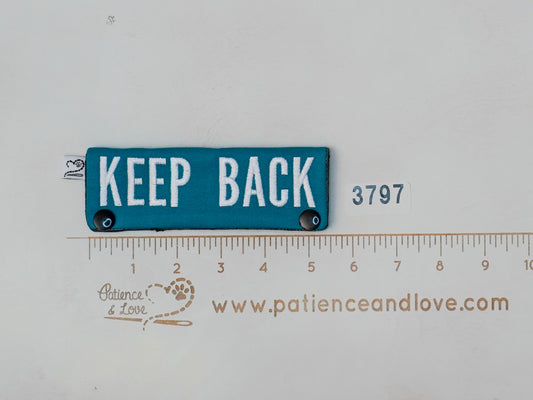 KEEP BACK
3797
1 2 3 4 5 6 7 8 9 10
Patience
& Love
www.patienceandlove.com